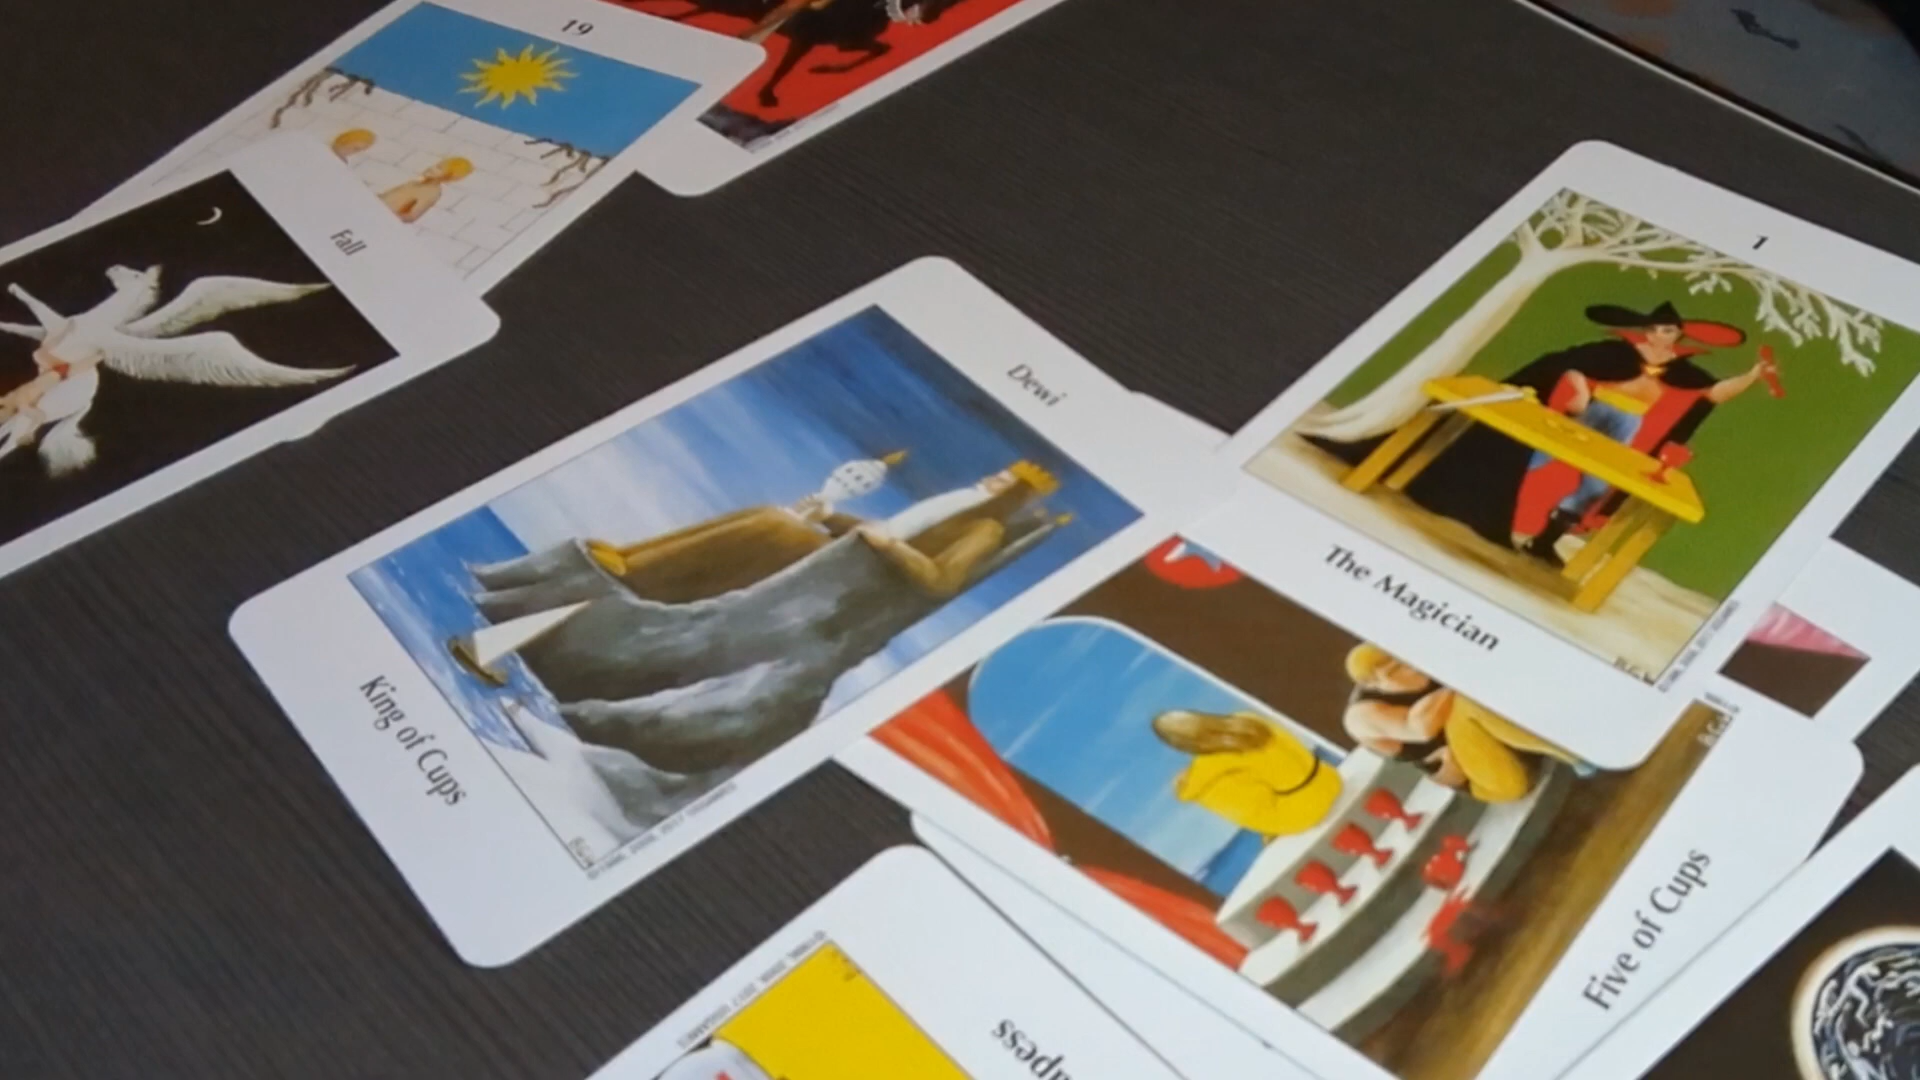 19
Fall
Dewi
King of Cups
1
The Magician
Five of Cups